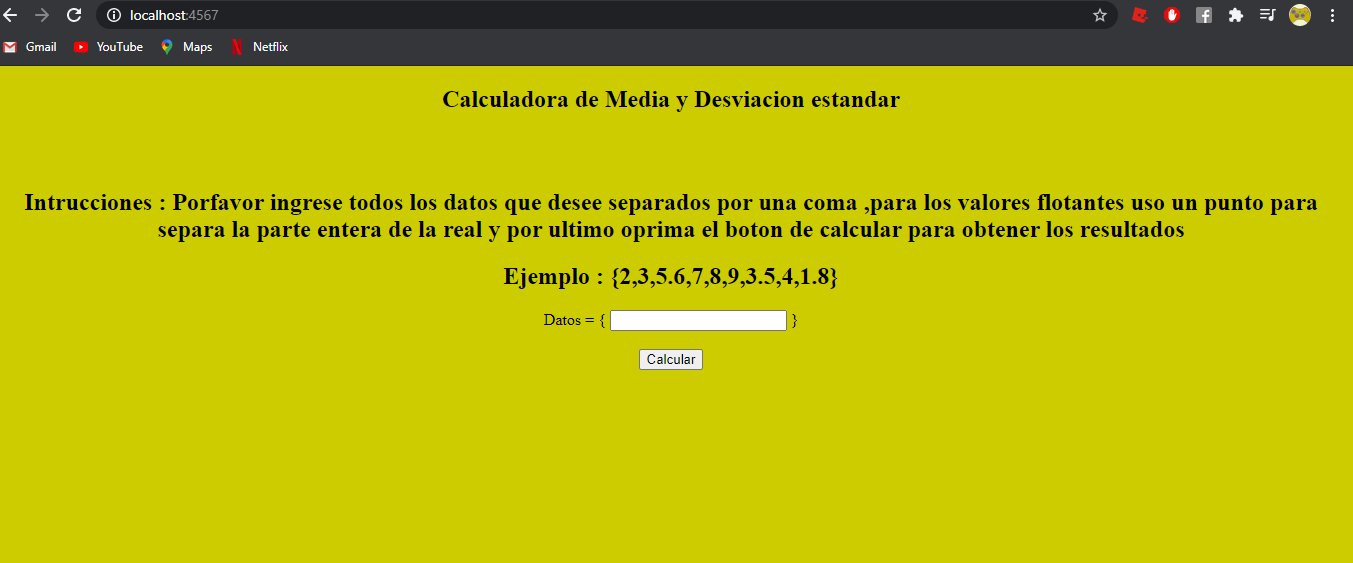 localhost:4567
Gmail YouTube Maps Netflix
Calculadora de Media y Desviacion estandar
Intrucciones : Porfavor ingrese todos los datos que desee separados por una coma ,para los valores flotantes uso un punto para
separa la parte entera de la real y por ultimo oprima el boton de calcular para obtener los resultados
Ejemplo : {2,3,5.6,7,8,9,3.5,4,1.8}
Datos = { }
Calcular